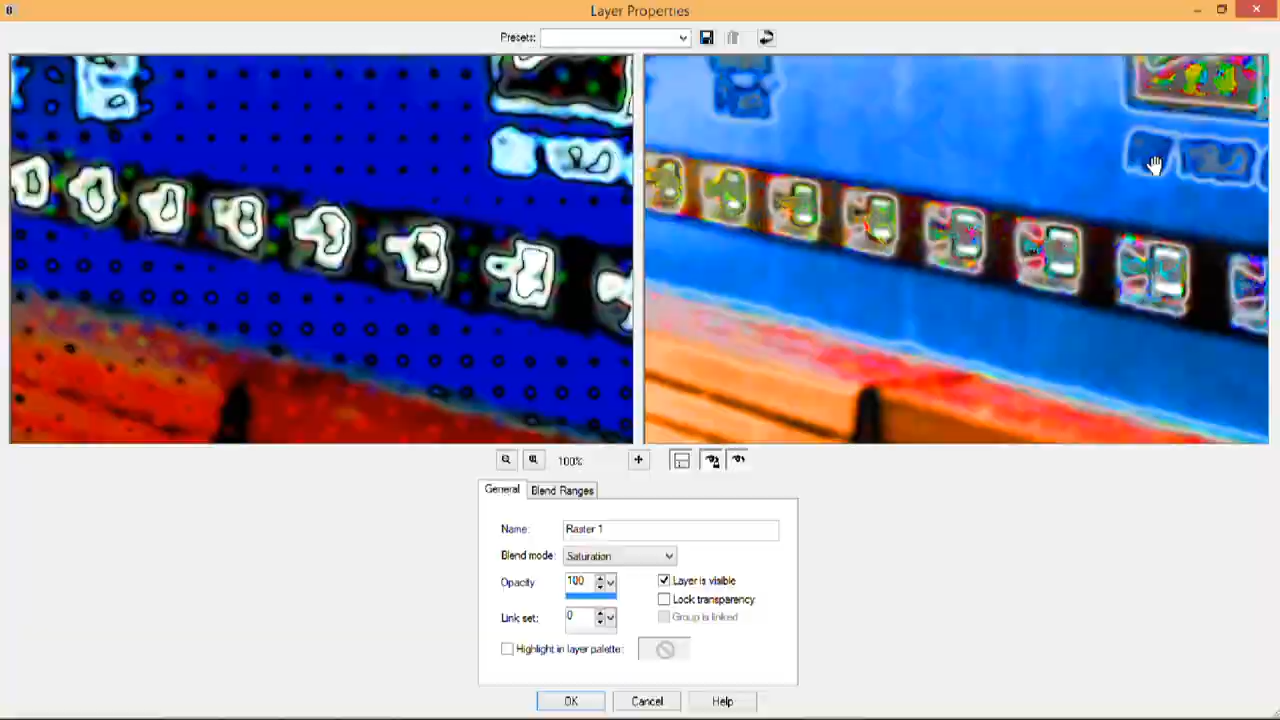 Layer Properties
Presets:
100%
General
Blend Ranges
Name:
Raster 1
Blend mode:
Saturation
Opacity
100
Layer is visible
Lock transparency
Link set:
0
Group is linked
Highlight in layer palette:
OK
Cancel
Help